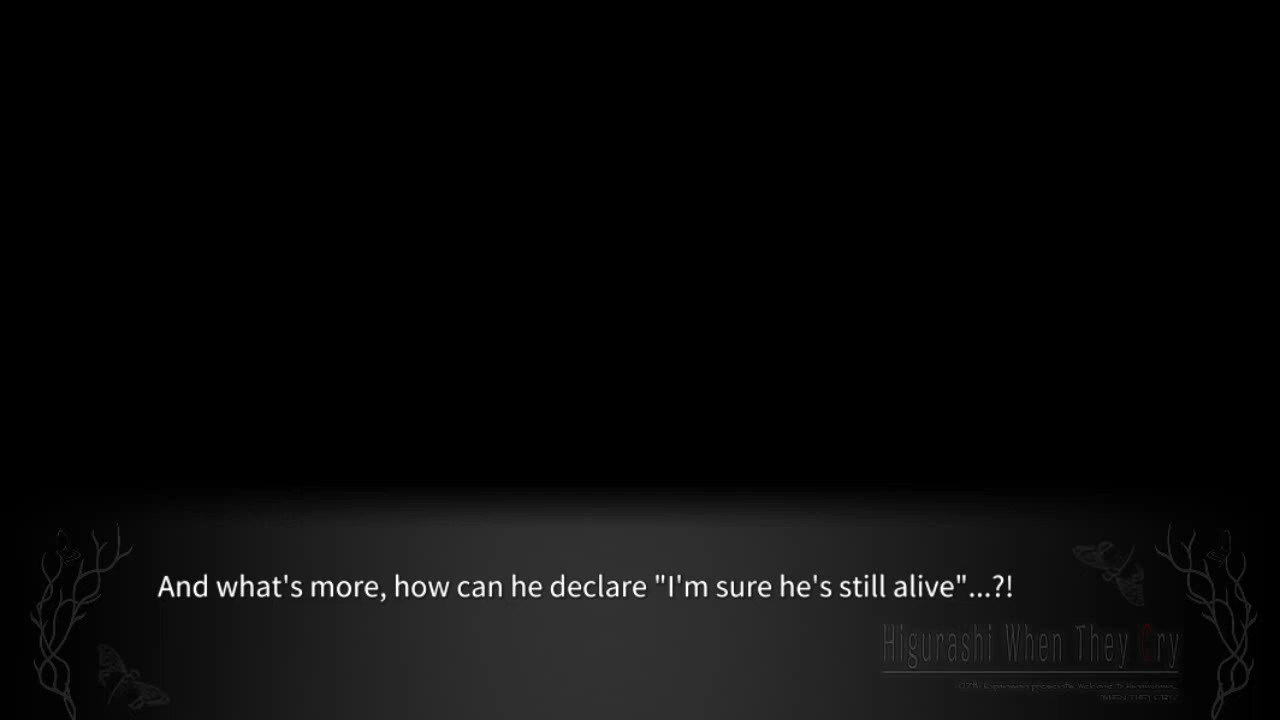 And what's more, how can he declare "I'm sure he's still alive"...?!
Higurashi When They Cry